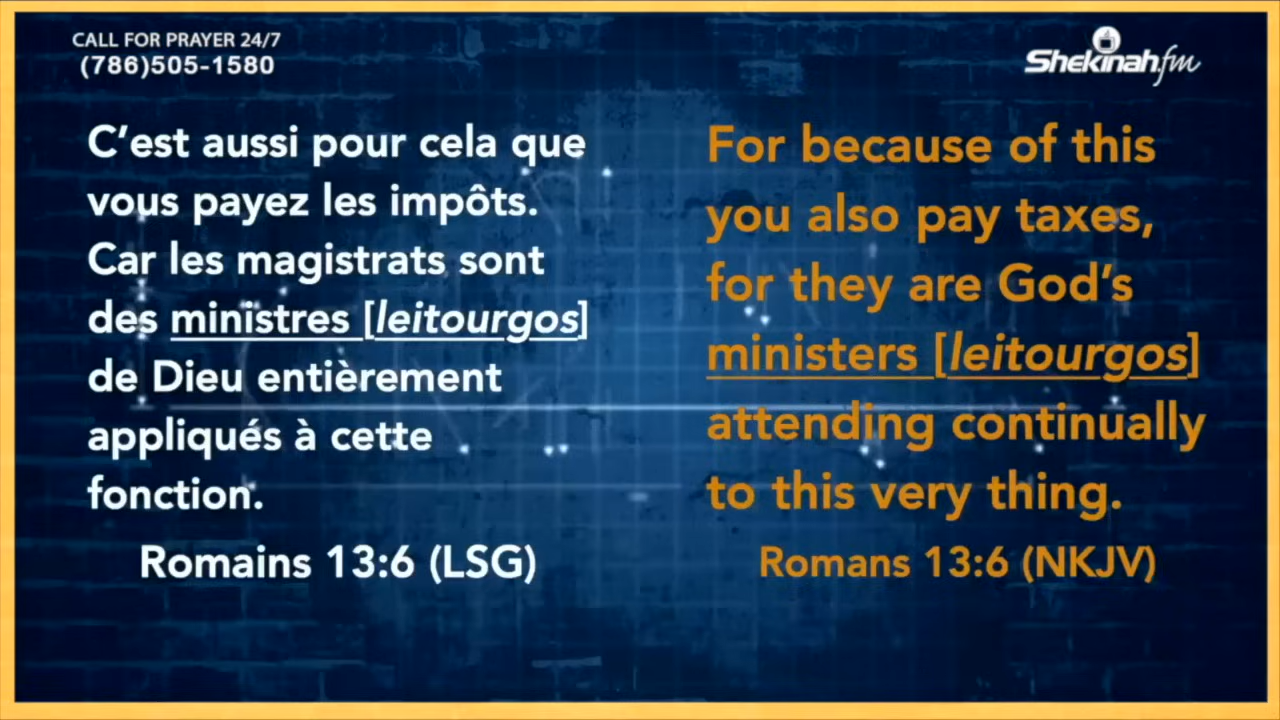 CALL FOR PRAYER 24/7
(786)505-1580
Shekinah.fm
C’est aussi pour cela que
vous payez les impôts.
Car les magistrats sont
des ministres [leitourgos]
de Dieu entièrement
appliqués à cette
fonction.
Romains 13:6 (LSG)
For because of this
you also pay taxes,
for they are God’s
ministers [leitourgos]
attending continually
to this very thing.
Romans 13:6 (NKJV)